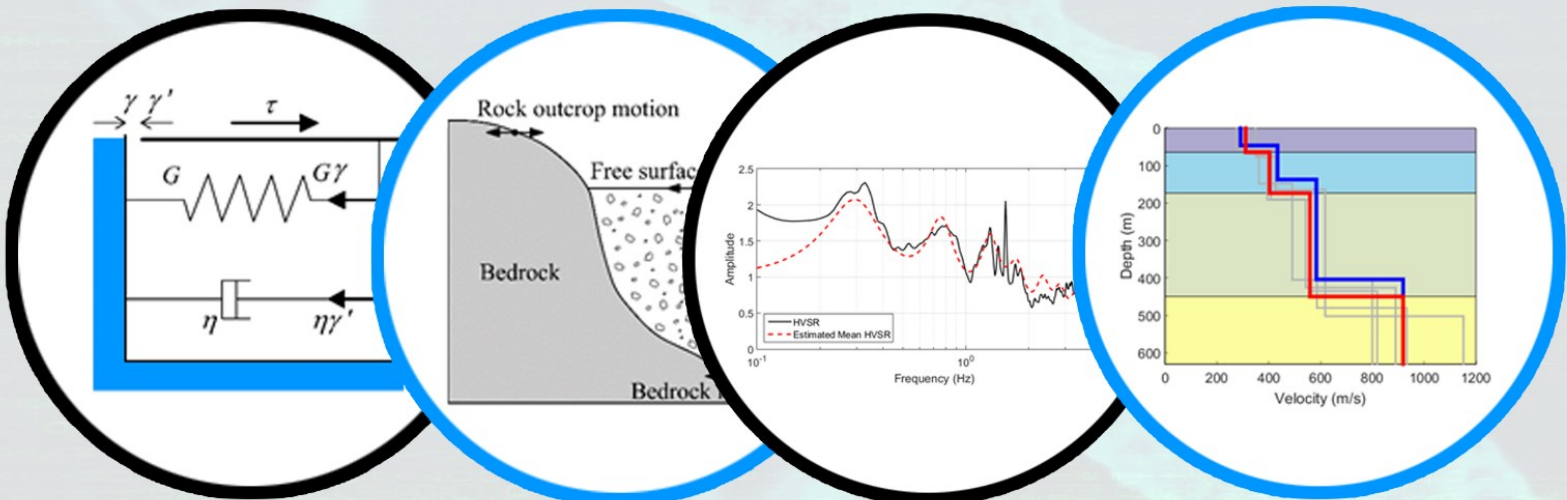 γ γ'
τ
G
Gγ
η
ηγ'
Rock outcrop motion
Free surfac
Bedrock
Bedrock
2.5
2
1.5
1
0.5
0
Amplitude
HVSR
Estimated Mean HVSR
10⁻¹
10⁰
Frequency (Hz)
0
100
200
300
400
500
600
Depth (m)
0 200 400 600 800 1000 1200
Velocity (m/s)